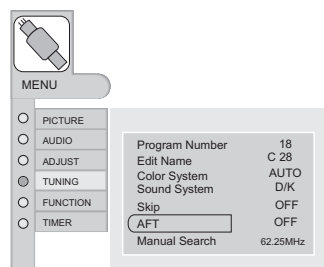 MENU
PICTURE
AUDIO
ADJUST
TUNING
FUNCTION
TIMER
Program Number 18
Edit Name C 28
Color System AUTO
Sound System D/K
Skip OFF
AFT OFF
Manual Search 62.25MHz